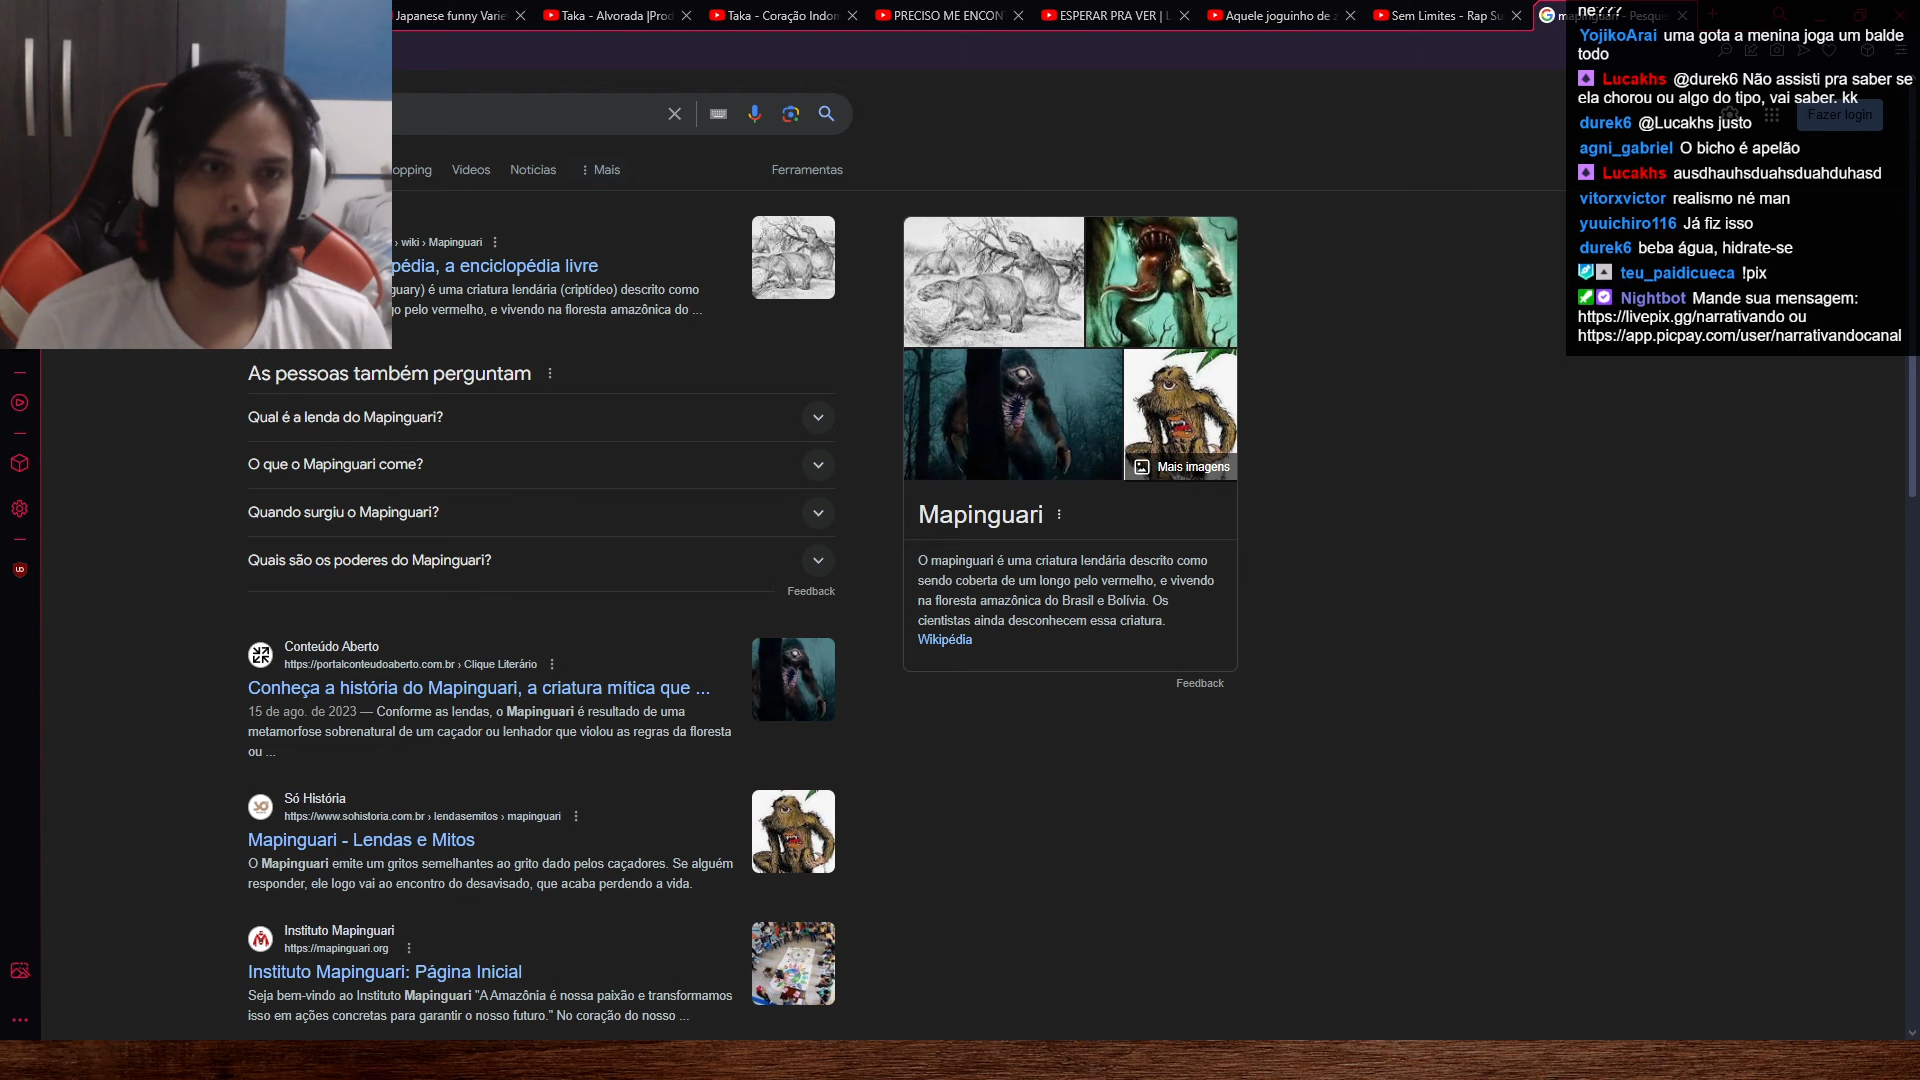 Japanese funny Varie
Taka - Alvorada |Prod
Taka - Coração Indon
PRECISO ME ENCON
ESPERAR PRA VER | L
Aquele joguinho de z
Sem Limites - Rap Su
mapinguari - Pesqui
né???
YojikoArai uma gota a menina joga um balde
todo
Lucakhs @durek6 Não assisti pra saber se
ela chorou ou algo do tipo, vai saber. kk
Fazer login
durek6 @Lucakhs justo
agni_gabriel O bicho é apelão
Lucakhs ausdhauhsduahsduahduhasd
vitorxvictor realismo né man
yuuichiro116 Já fiz isso
durek6 beba água, hidrate-se
teu_paidicueca !pix
Nightbot Mande sua mensagem:
https://livepix.gg/narrativando ou
https://app.picpay.com/user/narrativandocanal
opping
Vídeos
Notícias
Mais
Ferramentas
› wiki › Mapinguari
pédia, a enciclopédia livre
guary) é uma criatura lendária (criptídeo) descrito como
go pelo vermelho, e vivendo na floresta amazônica do ...
As pessoas também perguntam
Qual é a lenda do Mapinguari?
O que o Mapinguari come?
Quando surgiu o Mapinguari?
Quais são os poderes do Mapinguari?
Feedback
Conteúdo Aberto
https://portalconteudoaberto.com.br › Clique Literário
Conheça a história do Mapinguari, a criatura mítica que ...
15 de ago. de 2023 — Conforme as lendas, o Mapinguari é resultado de uma
metamorfose sobrenatural de um caçador ou lenhador que violou as regras da floresta
ou ...
Só História
https://www.sohistoria.com.br › lendasemitos › mapinguari
Mapinguari - Lendas e Mitos
O Mapinguari emite um gritos semelhantes ao grito dado pelos caçadores. Se alguém
responder, ele logo vai ao encontro do desavisado, que acaba perdendo a vida.
Instituto Mapinguari
https://mapinguari.org
Instituto Mapinguari: Página Inicial
Seja bem-vindo ao Instituto Mapinguari "A Amazônia é nossa paixão e transformamos
isso em ações concretas para garantir o nosso futuro." No coração do nosso ...
Mais imagens
Mapinguari
O mapinguari é uma criatura lendária descrito como
sendo coberta de um longo pelo vermelho, e vivendo
na floresta amazônica do Brasil e Bolívia. Os
cientistas ainda desconhecem essa criatura.
Wikipédia
Feedback